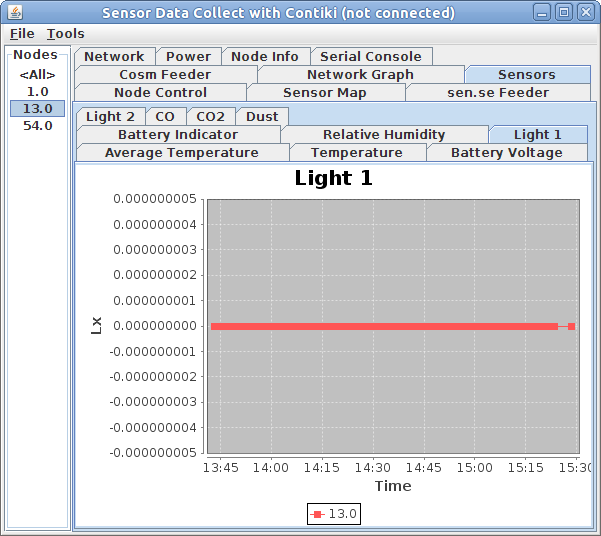 Sensor Data Collect with Contiki (not connected)
File Tools
Nodes
<All>
1.0
13.0
54.0
Network Power Node Info Serial Console
Cosm Feeder Network Graph Sensors
Node Control Sensor Map sen.se Feeder
Light 2 CO CO2 Dust
Battery Indicator Relative Humidity Light 1
Average Temperature Temperature Battery Voltage
Light 1
Lx
0.000000005
0.000000004
0.000000003
0.000000002
0.000000001
0.000000000
-0.000000001
-0.000000002
-0.000000003
-0.000000004
-0.000000005
13:45 14:00 14:15 14:30 14:45 15:00 15:15 15:30
Time
13.0